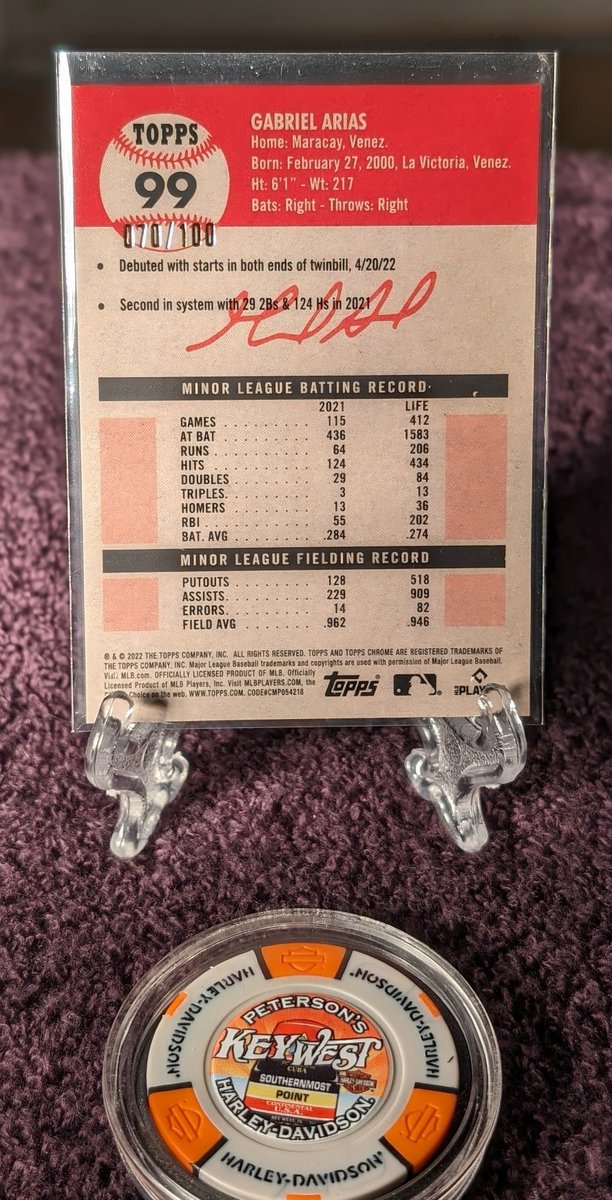 TOPPS
99
070/100
GABRIEL ARIAS
Home: Maracay, Venez.
Born: February 27, 2000, La Victoria, Venez.
Ht: 6'1" - Wt: 217
Bats: Right - Throws: Right
• Debuted with starts in both ends of twinbill, 4/20/22
• Second in system with 29 2Bs & 124 Hs in 2021
MINOR LEAGUE BATTING RECORD
2021 LIFE
GAMES 115 412
AT BAT 436 1583
RUNS 64 206
HITS 124 434
DOUBLES 29 84
TRIPLES 3 13
HOMERS 13 36
RBI 55 202
BAT. AVG .284 .274
MINOR LEAGUE FIELDING RECORD
PUTOUTS 128 518
ASSISTS 229 909
ERRORS 14 82
FIELD AVG .962 .946
® & © 2022 THE TOPPS COMPANY, INC. ALL RIGHTS RESERVED. TOPPS AND TOPPS CHROME ARE REGISTERED TRADEMARKS OF
THE TOPPS COMPANY, INC. Major League Baseball trademarks and copyrights are used with permission of Major League Baseball.
Visit MLB.com. OFFICIALLY LICENSED PRODUCT OF MLB. Officially
Licensed Product of MLB Players, Inc. Visit MLBPLAYERS.COM, the
Choice on the web. WWW.TOPPS.COM. CODE#CMP054218
Topps
PLAY
HARLEY-DAVIDSON
HARLEY-DAVIDSON
HARLEY-DAVIDSON
HARLEY-DAVIDSON
HARLEY-DAVIDSON
PETERSON'S
KEY WEST
CUBA
SOUTHERNMOST
POINT
CONTINENTAL
U.S.A.
HARLEY-DAVIDSON